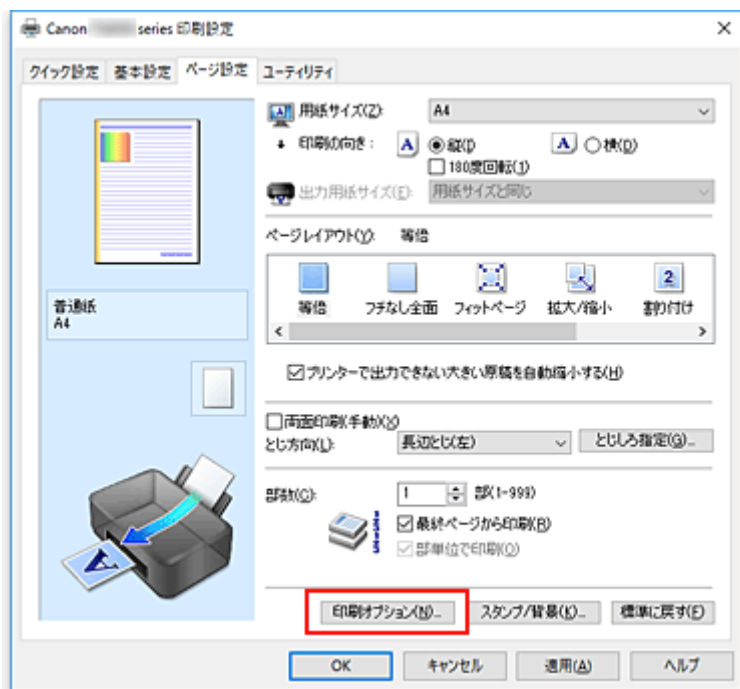 Canon series 印刷設定
クイック設定 基本設定 ページ設定 ユーティリティ
用紙サイズ(Z): A4
印刷の向き: A 縦(I) A 横(D)
180度回転(1)
出力用紙サイズ(E): 用紙サイズと同じ
ページレイアウト(Y): 等倍
等倍 フチなし全面 フィットページ 拡大/縮小 2 割り付け
普通紙
A4
プリンターで出力できない大きい原稿を自動縮小する(H)
両面印刷(手動)(X)
とじ方向(L): 長辺とじ(左) とじしろ指定(G)...
部数(C): 1 部(1-999)
最終ページから印刷(R)
部単位で印刷(O)
A
印刷オプション(N)... スタンプ/背景(K)... 標準に戻す(F)
OK キャンセル 適用(A) ヘルプ